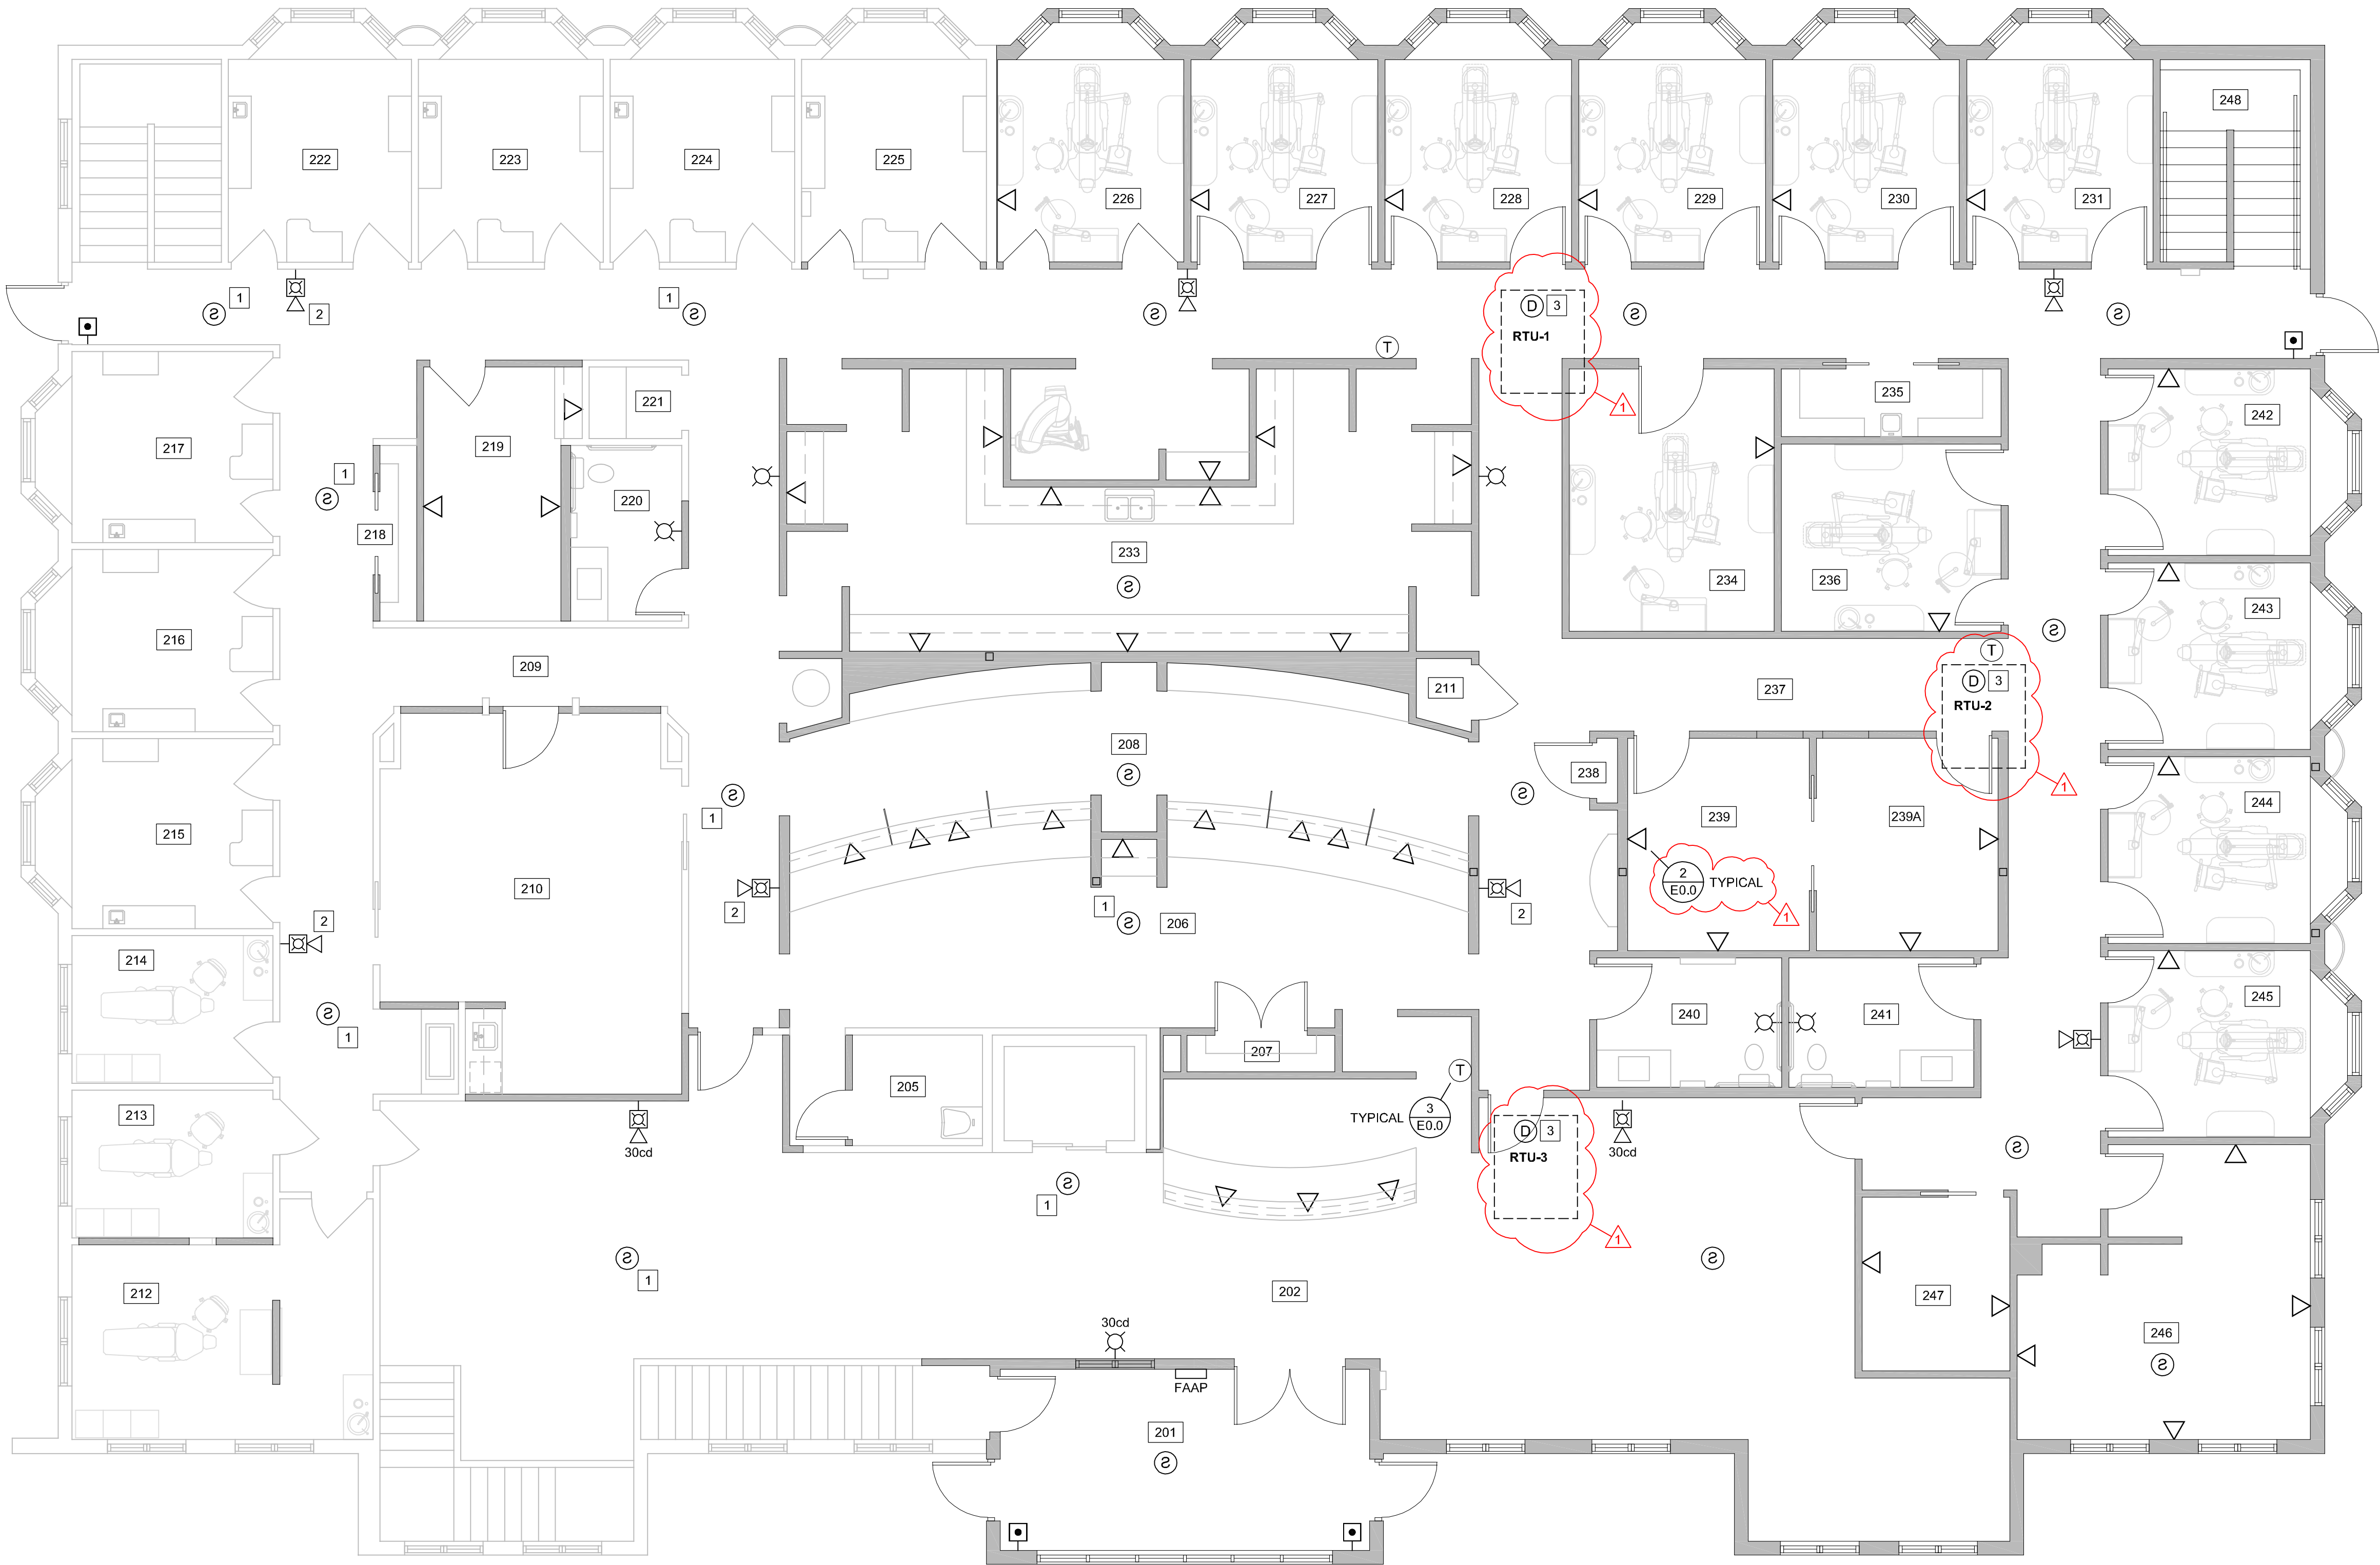 248
222
223
224
225
226
227
228
229
230
231
1
S
2
1
S
S
D 3
RTU-1
S
S
T
1
221
235
217
219
242
1
S
220
218
233
234
236
S
216
243
S
209
T
211
237
D 3
RTU-2
208
S
238
1
S
1
S
215
239
239A
244
210
2
E0.0
TYPICAL
1
2
1
S
206
2
2
214
245
S
1
240
241
207
205
T
213
TYPICAL
3
E0.0
D 3
RTU-3
30cd
30cd
S
S
1
1
S
1
S
212
202
247
30cd
246
S
FAAP
201
S